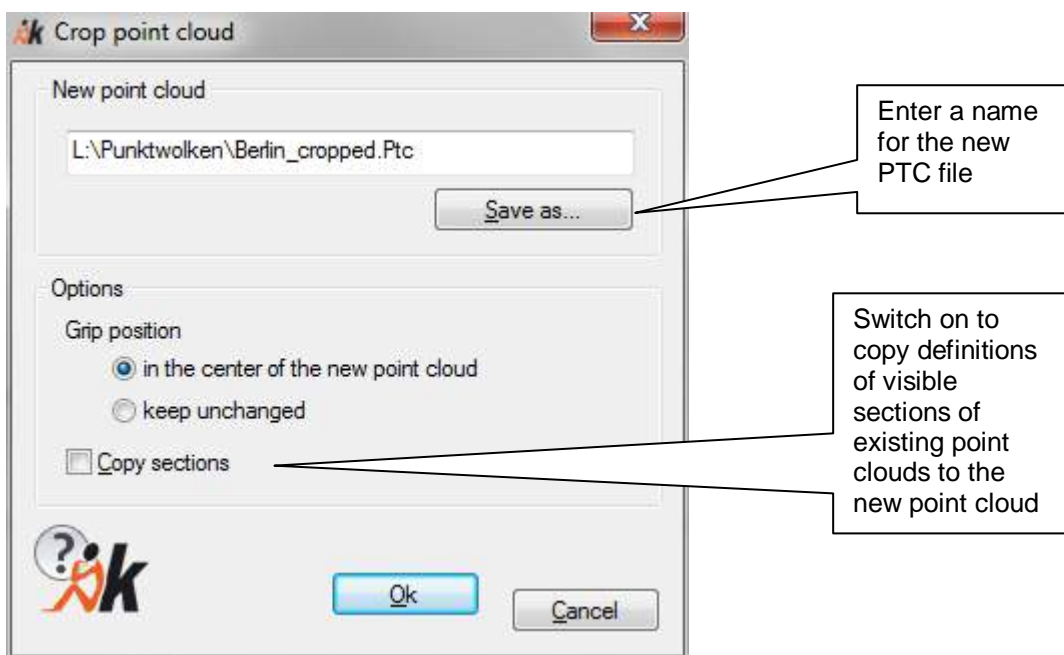 Crop point cloud
New point cloud
L:\Punktwolken\Berlin_cropped.Ptc
Save as...
Options
Grip position
in the center of the new point cloud
keep unchanged
Copy sections
?
k
Ok
Cancel
Enter a name
for the new
PTC file
Switch on to
copy definitions
of visible
sections of
existing point
clouds to the
new point cloud